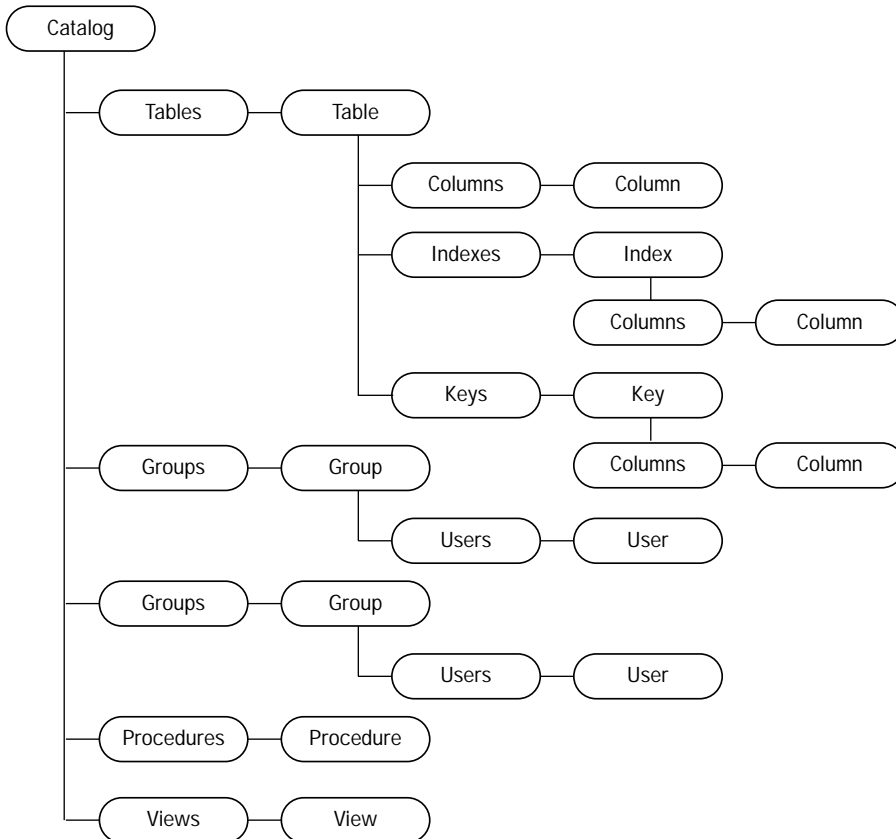 Catalog
Tables
Table
Columns
Column
Indexes
Index
Columns
Column
Keys
Key
Columns
Column
Groups
Group
Users
User
Groups
Group
Users
User
Procedures
Procedure
Views
View